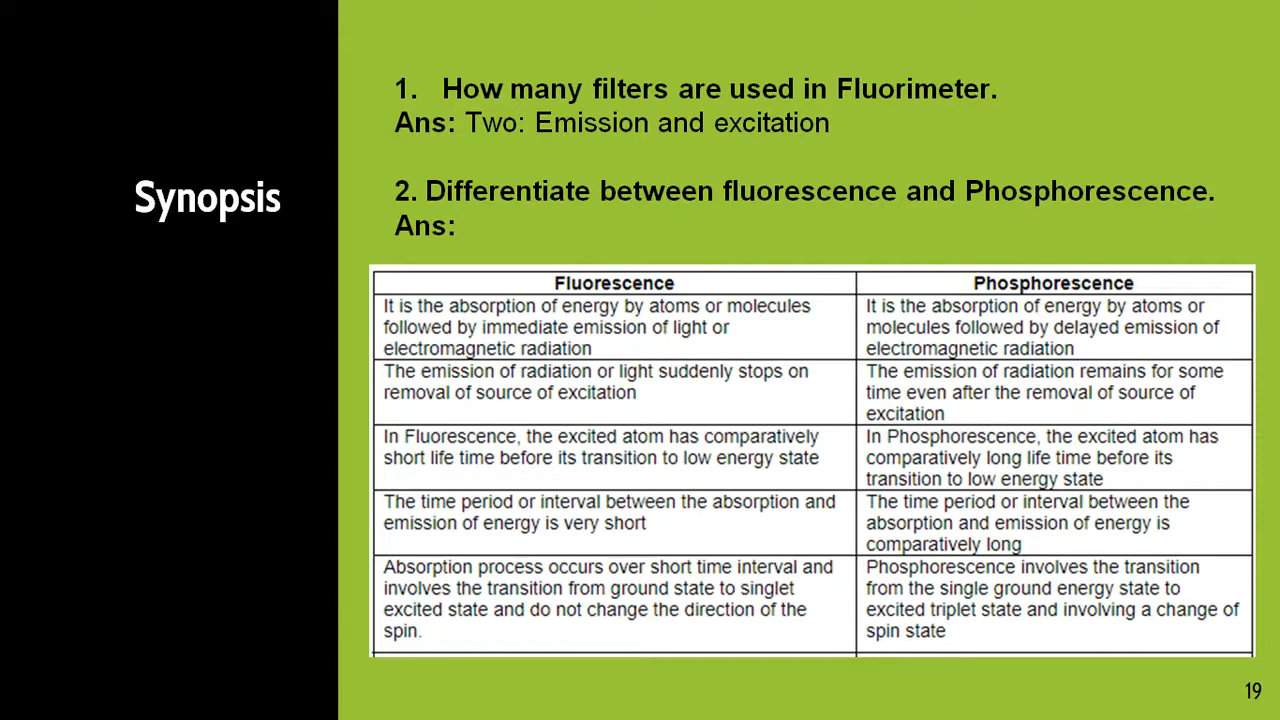 Synopsis
1. How many filters are used in Fluorimeter.
Ans: Two: Emission and excitation
2. Differentiate between fluorescence and Phosphorescence.
Ans:
Fluorescence
Phosphorescence
It is the absorption of energy by atoms or molecules
followed by immediate emission of light or
electromagnetic radiation
It is the absorption of energy by atoms or
molecules followed by delayed emission of
electromagnetic radiation
The emission of radiation or light suddenly stops on
removal of source of excitation
The emission of radiation remains for some
time even after the removal of source of
excitation
In Fluorescence, the excited atom has comparatively
short life time before its transition to low energy state
In Phosphorescence, the excited atom has
comparatively long life time before its
transition to low energy state
The time period or interval between the absorption and
emission of energy is very short
The time period or interval between the
absorption and emission of energy is
comparatively long
Absorption process occurs over short time interval and
involves the transition from ground state to singlet
excited state and do not change the direction of the
spin.
Phosphorescence involves the transition
from the single ground energy state to
excited triplet state and involving a change of
spin state
19